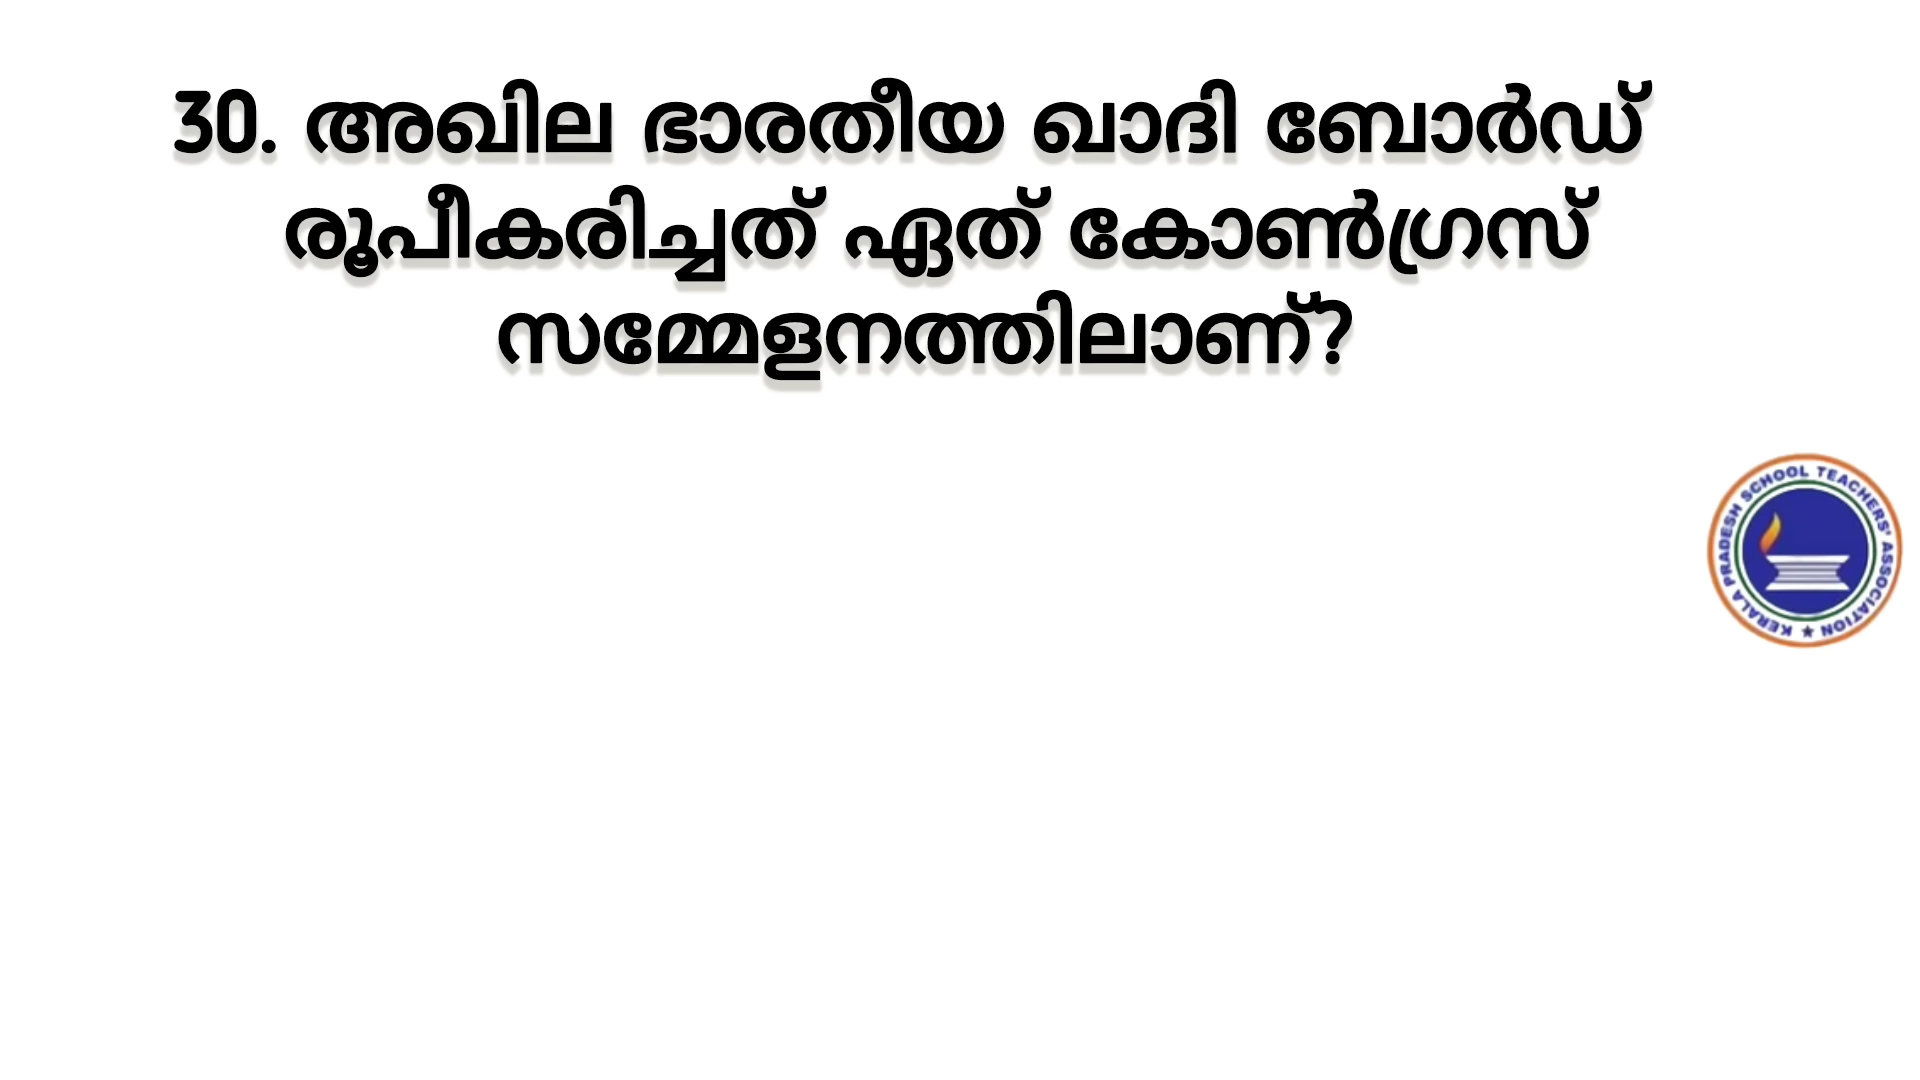 30. അഖില ഭാരതീയ ഖാദി ബോർഡ്
രൂപീകരിച്ചത് ഏത് കോൺഗ്രസ്
സമ്മേളനത്തിലാണ്?
KERALA PRADESH SCHOOL TEACHERS' ASSOCIATION